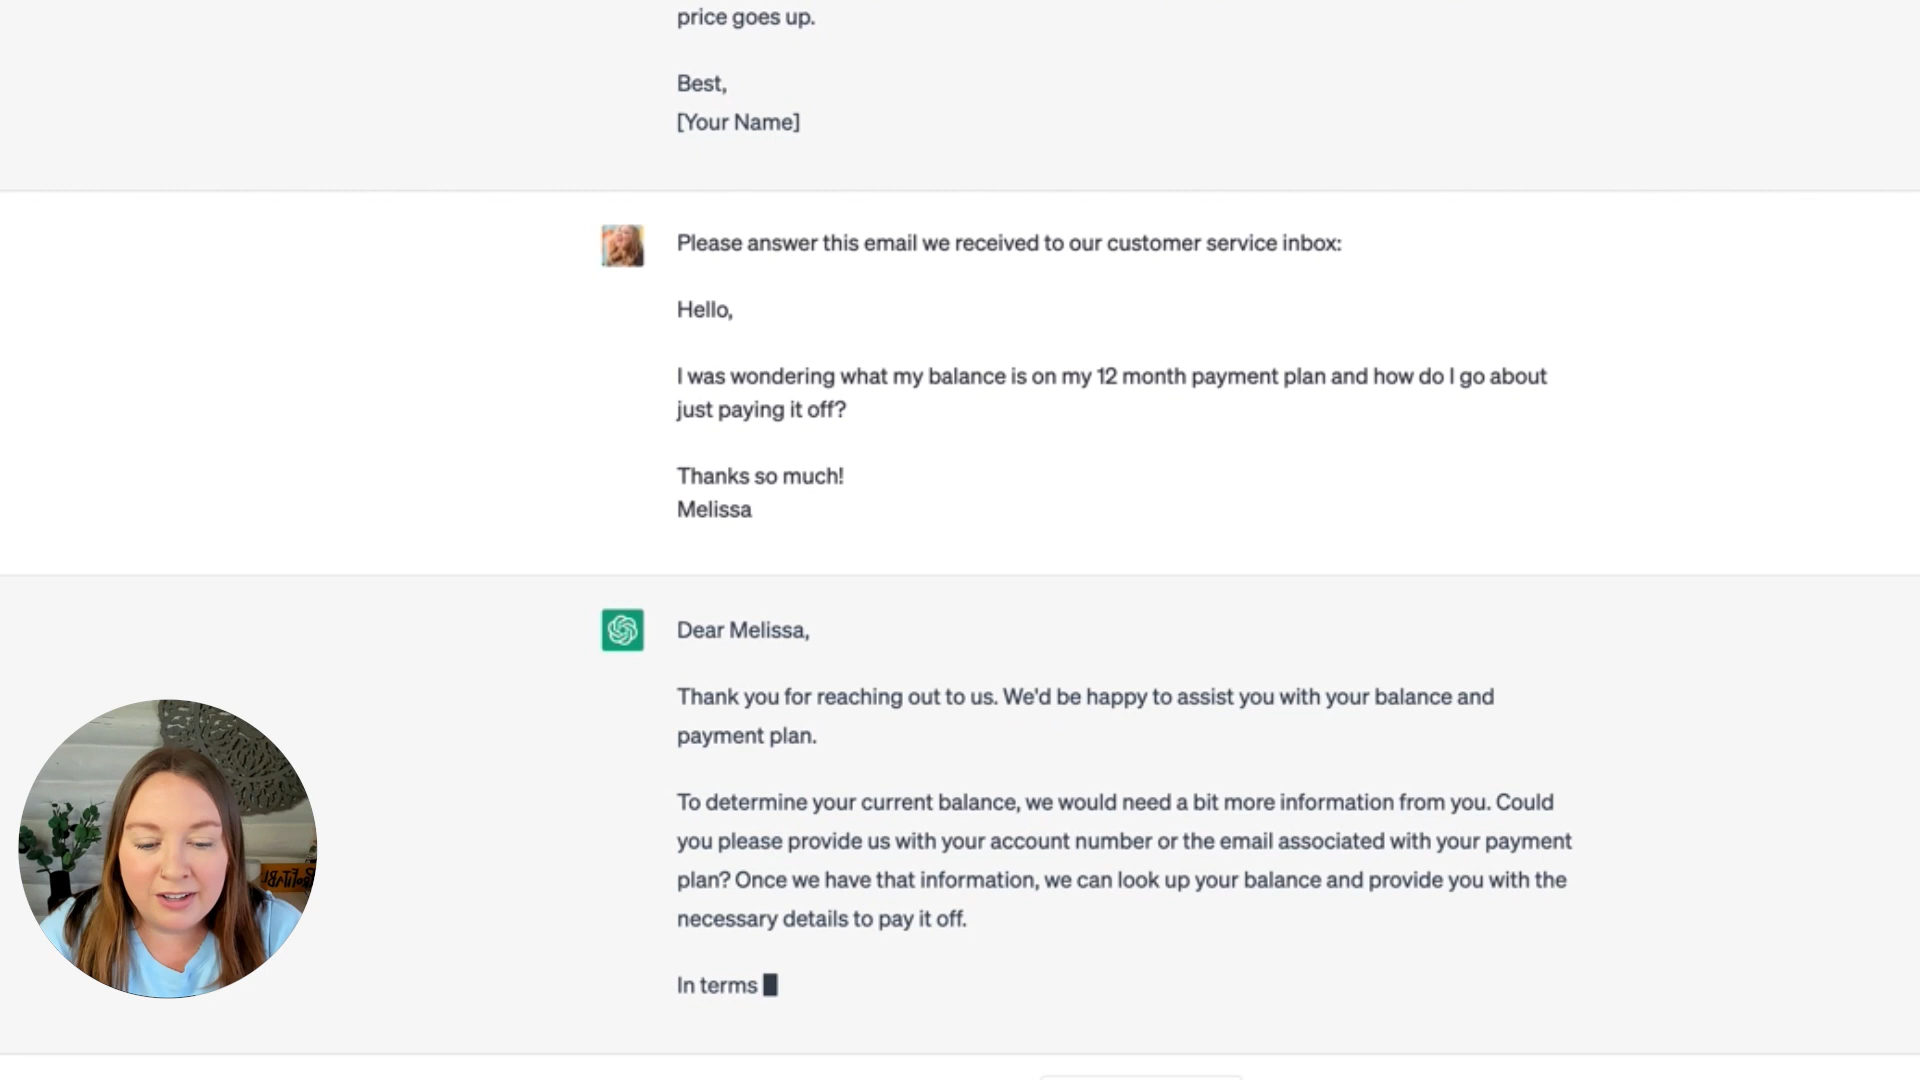 price goes up.
Best,
[Your Name]
Please answer this email we received to our customer service inbox:
Hello,
I was wondering what my balance is on my 12 month payment plan and how do I go about
just paying it off?
Thanks so much!
Melissa
Dear Melissa,
Thank you for reaching out to us. We'd be happy to assist you with your balance and
payment plan.
To determine your current balance, we would need a bit more information from you. Could
you please provide us with your account number or the email associated with your payment
plan? Once we have that information, we can look up your balance and provide you with the
necessary details to pay it off.
In terms